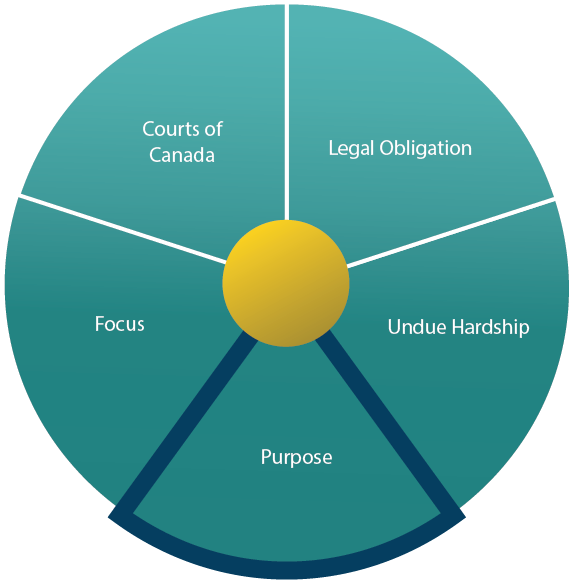 Courts of
Canada
Legal Obligation
Focus
Undue Hardship
Purpose